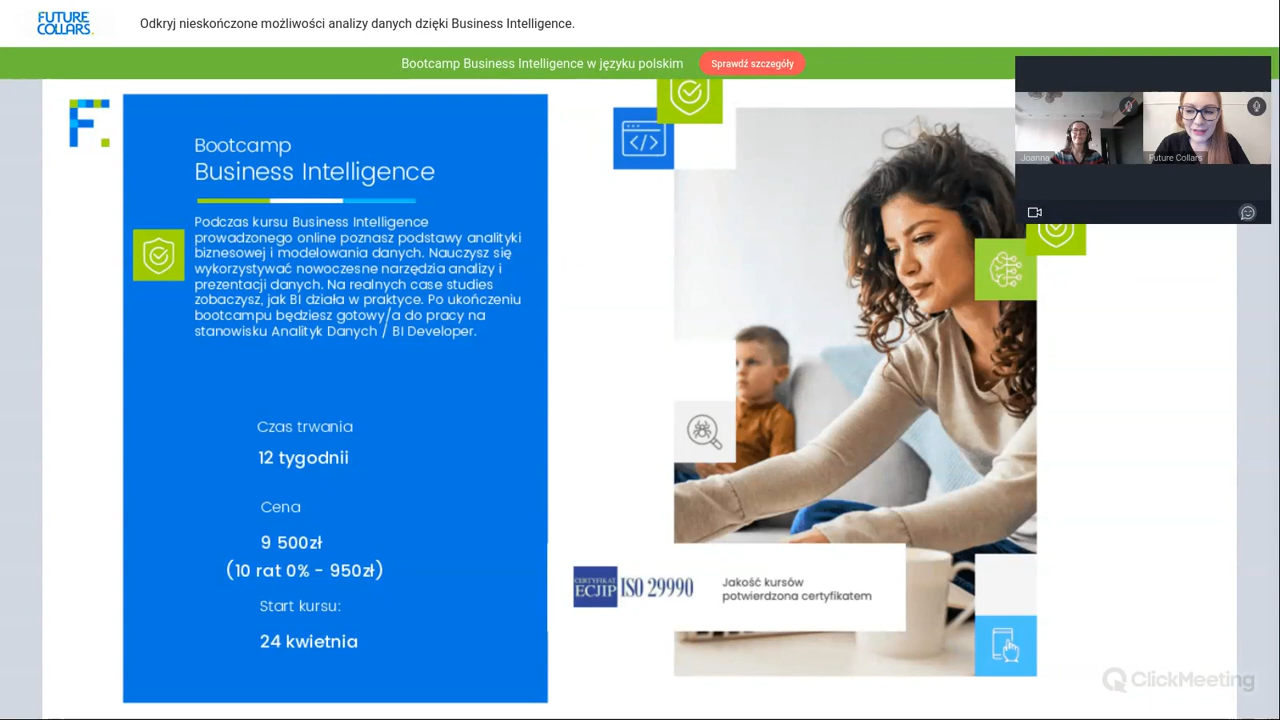 FUTURE
COLLARS.
Odkryj nieskończone możliwości analizy danych dzięki Business Intelligence.
Bootcamp Business Intelligence w języku polskim
Sprawdź szczegóły
Joanna
Future Collars
F.
Bootcamp
Business Intelligence
Podczas kursu Business Intelligence
prowadzonego online poznasz podstawy analityki
biznesowej i modelowania danych. Nauczysz się
wykorzystywać nowoczesne narzędzia analizy i
prezentacji danych. Na realnych case studies
zobaczysz, jak BI działa w praktyce. Po ukończeniu
bootcampu będziesz gotowy/a do pracy na
stanowisku Analityk Danych / BI Developer.
Czas trwania
12 tygodnii
Cena
9 500zł
(10 rat 0% - 950zł)
Start kursu:
24 kwietnia
CERTYFIKAT
ECJIP
ISO 29990
Jakość kursów
potwierdzona certyfikatem
ClickMeeting